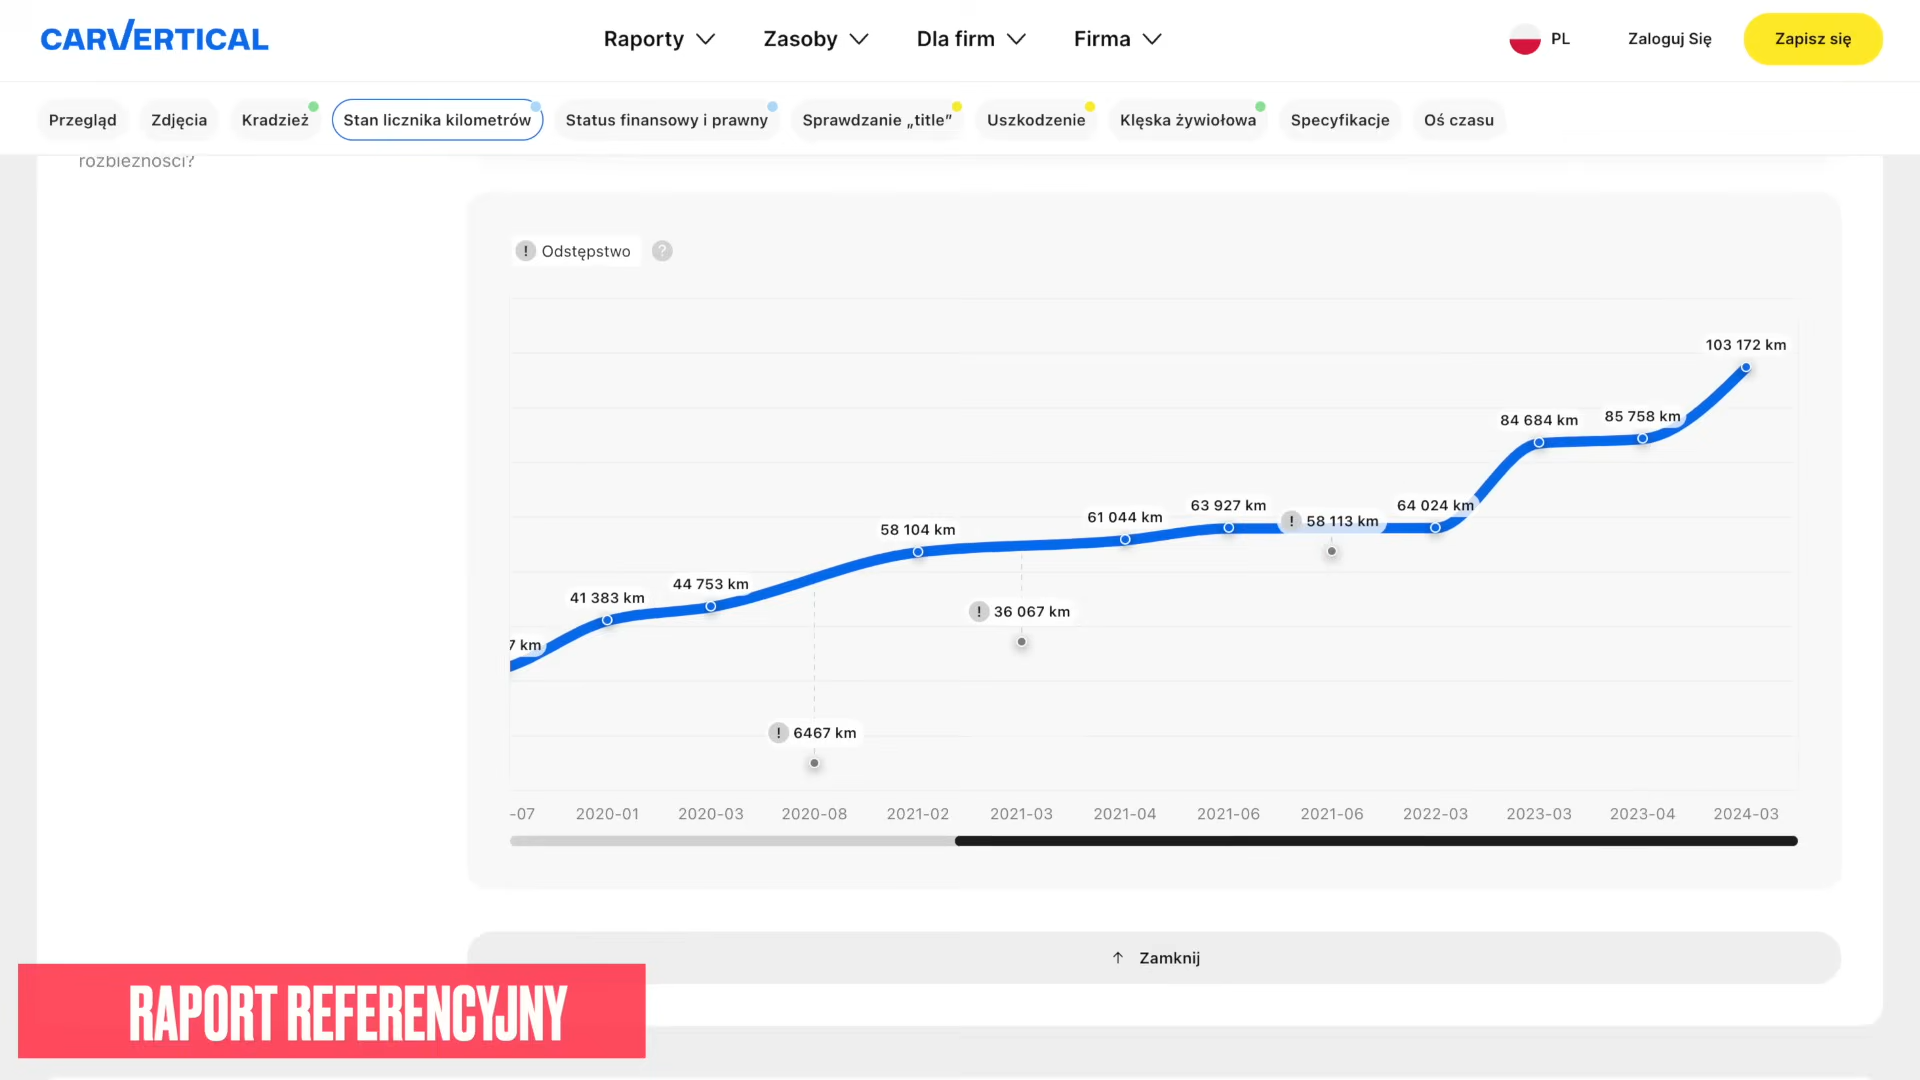 CARVERTICAL
Raporty
Zasoby
Dla firm
Firma
PL
Zaloguj Się
Zapisz się
Przegląd
Zdjęcia
Kradzież
Stan licznika kilometrów
Status finansowy i prawny
Sprawdzanie „title”
Uszkodzenie
Klęska żywiołowa
Specyfikacje
Oś czasu
rozbieżności?
! Odstępstwo ?
103 172 km
84 684 km
85 758 km
63 927 km
64 024 km
61 044 km
! 58 113 km
58 104 km
44 753 km
41 383 km
! 36 067 km
7 km
! 6467 km
-07 2020-01 2020-03 2020-08 2021-02 2021-03 2021-04 2021-06 2021-06 2022-03 2023-03 2023-04 2024-03
↑ Zamknij
RAPORT REFERENCYJNY